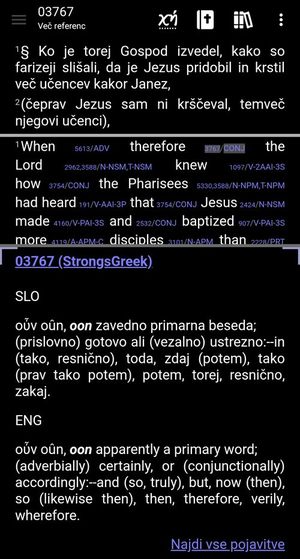 03767
Več referenc
1§ Ko je torej Gospod izvedel, kako so
farizeji slišali, da je Jezus pridobil in krstil
več učencev kakor Janez,
2(čeprav Jezus sam ni krščeval, temveč
njegovi učenci),
1When 5613/ADV therefore 3767/CONJ the
Lord 2962,3588/N-NSM,T-NSM knew 1097/V-2AAI-3S
how 3754/CONJ the Pharisees 5330,3588/N-NPM,T-NPM
had heard 191/V-AAI-3P that 3754/CONJ Jesus 2424/N-NSM
made 4160/V-PAI-3S and 2532/CONJ baptized 907/V-PAI-3S
more 4119/A-APM-C disciples 3101/N-APM than 2228/PRT
03767 (StrongsGreek)
SLO
οὖν oûn, oon zavedno primarna beseda;
(prislovno) gotovo ali (vezalno) ustrezno:--in
(tako, resnično), toda, zdaj (potem), tako
(prav tako potem), potem, torej, resnično,
zakaj.
ENG
οὖν oûn, oon apparently a primary word;
(adverbially) certainly, or (conjunctionally)
accordingly:--and (so, truly), but, now (then),
so (likewise then), then, therefore, verily,
wherefore.
Najdi vse pojavitve